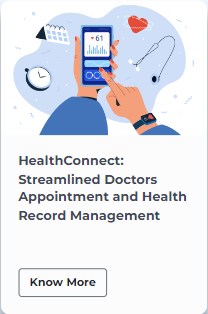 61
HealthConnect:
Streamlined Doctors
Appointment and Health
Record Management
Know More